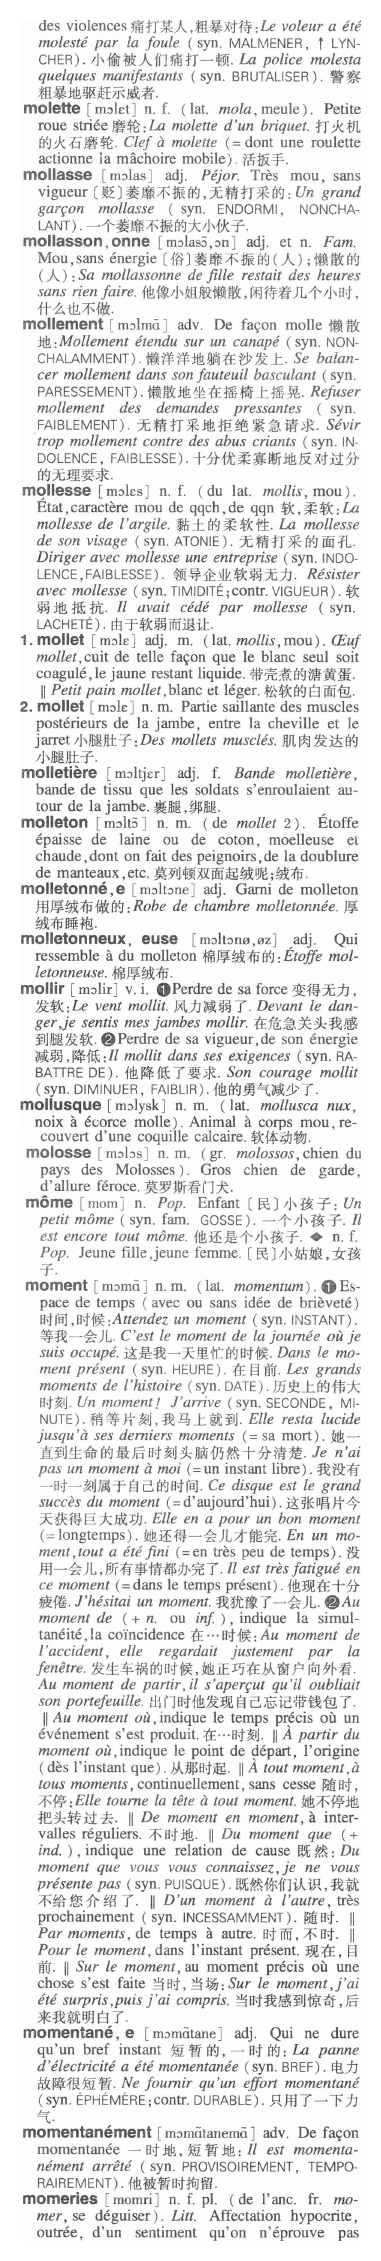 des violences 痛打某人,粗暴对待:Le voleur a été
molesté par la foule (syn. MALMENER, ↑ LYN-
CHER). 小偷被人们痛打一顿. La police molesta
quelques manifestants (syn. BRUTALISER). 警察
粗暴地驱赶示威者.
molette [mɔlɛt] n. f. (lat. mola, meule). Petite
roue striée 磨轮:La molette d'un briquet. 打火机
的火石磨轮. Clef à molette (= dont une roulette
actionne la mâchoire mobile). 活扳手.
mollasse [mɔlas] adj. Péjor. Très mou, sans
vigueur [贬]萎靡不振的,无精打采的:Un grand
garçon mollasse (syn. ENDORMI, NONCHA-
LANT). 一个萎靡不振的大小伙子.
mollasson, onne [mɔlasɔ̃,ɔn] adj. et n. Fam.
Mou,sans énergie [俗]萎靡不振的(人);懒散的
(人):Sa mollassonne de fille restait des heures
sans rien faire. 他像小姐般懒散,闲待着几个小时,
什么也不做.
mollement [mɔlmɑ̃] adv. De façon molle 懒散
地:Mollement étendu sur un canapé (syn. NON-
CHALAMMENT). 懒洋洋地躺在沙发上. Se balan-
cer mollement dans son fauteuil basculant (syn.
PARESSEMENT). 懒散地坐在摇椅上摇晃. Refuser
mollement des demandes pressantes (syn.
FAIBLEMENT). 无精打采地拒绝紧急请求. Sévir
trop mollement contre des abus criants (syn. IN-
DOLENCE, FAIBLESSE). 十分优柔寡断地反对过分
的无理要求.
mollesse [mɔlɛs] n. f. (du lat. mollis, mou).
État,caractère mou de qqch,de qqn 软,柔软:La
mollesse de l'argile. 黏土的柔软性. La mollesse
de son visage (syn. ATONIE). 无精打采的面孔.
Diriger avec mollesse une entreprise (syn. INDO-
LENCE,FAIBLESSE). 领导企业软弱无力. Résister
avec mollesse (syn. TIMIDITÉ;contr. VIGUEUR). 软
弱地抵抗. Il avait cédé par mollesse (syn.
LACHETÉ). 由于软弱而退让.
1. mollet [mɔlɛ] adj. m. (lat. mollis,mou). Œuf
mollet,cuit de telle façon que le blanc seul soit
coagulé,le jaune restant liquide. 带壳煮的溏黄蛋.
‖ Petit pain mollet,blanc et léger. 松软的白面包.
2. mollet [mɔlɛ] n. m. Partie saillante des muscles
postérieurs de la jambe, entre la cheville et le
jarret 小腿肚子:Des mollets musclés. 肌肉发达的
小腿肚子.
molletière [mɔltjɛr] adj. f. Bande molletière,
bande de tissu que les soldats s'enroulaient au-
tour de la jambe. 裹腿,绑腿.
molleton [mɔltɔ̃] n. m. (de mollet 2). Étoffe
épaisse de laine ou de coton, moelleuse et
chaude,dont on fait des peignoirs,de la doublure
de manteaux,etc. 莫列顿双面起绒呢;绒布.
molletonné,e [mɔltɔne] adj. Garni de molleton
用厚绒布做的:Robe de chambre molletonnée. 厚
绒布睡袍.
molletonneux, euse [mɔltɔnø,øz] adj. Qui
ressemble à du molleton 棉厚绒布的:Étoffe mol-
letonneuse. 棉厚绒布.
mollir [mɔlir] v. i. ❶Perdre de sa force 变得无力,
发软:Le vent mollit. 风力减弱了. Devant le dan-
ger,je sentis mes jambes mollir. 在危急关头我感
到腿发软. ❷Perdre de sa vigueur,de son énergie
减弱,降低:Il mollit dans ses exigences (syn. RA-
BATTRE DE). 他降低了要求. Son courage mollit
(syn. DIMINUER, FAIBLIR). 他的勇气减少了.
mollusque [mɔlysk] n. m. (lat. mollusca nux,
noix à écorce molle). Animal à corps mou, re-
couvert d'une coquille calcaire. 软体动物.
molosse [mɔlɔs] n. m. (gr. molossos,chien du
pays des Molosses). Gros chien de garde,
d'allure féroce. 莫罗斯看门犬.
môme [mom] n. Pop. Enfant [民]小孩子: Un
petit môme (syn. fam. GOSSE). 一个小孩子. Il
est encore tout môme. 他还是个小孩子. ◆ n. f.
Pop. Jeune fille,jeune femme. [民]小姑娘,女孩
子.
moment [mɔmɑ̃] n. m. (lat. momentum). ❶Es-
pace de temps (avec ou sans idée de brièveté)
时间,时候:Attendez un moment (syn. INSTANT).
等我一会儿. C'est le moment de la journée où je
suis occupé. 这是我一天里忙的时候. Dans le mo-
ment présent (syn. HEURE). 在目前. Les grands
moments de l'histoire (syn. DATE). 历史上的伟大
时刻. Un moment! J'arrive (syn. SECONDE, MI-
NUTE). 稍等片刻,我马上就到. Elle resta lucide
jusqu'à ses derniers moments (= sa mort). 她一
直到生命的最后时刻头脑仍然十分清楚. Je n'ai
pas un moment à moi (= un instant libre). 我没有
一时一刻属于自己的时间. Ce disque est le grand
succès du moment (= d'aujourd'hui). 这张唱片今
天获得巨大成功. Elle en a pour un bon moment
(= longtemps). 她还得一会儿才能完. En un mo-
ment,tout a été fini (= en très peu de temps). 没
用一会儿,所有事情都办完了. Il est très fatigué en
ce moment (= dans le temps présent). 他现在十分
疲倦. J'hésitai un moment. 我犹豫了一会儿. ❷Au
moment de (+ n. ou inf.), indique la simul-
tanéité,la coïncidence 在…时候: Au moment de
l'accident, elle regardait justement par la
fenêtre. 发生车祸的时候,她正巧在从窗户向外看.
Au moment de partir,il s'aperçut qu'il oubliait
son portefeuille. 出门时他发现自己忘记带钱包了.
‖ Au moment où,indique le temps précis où un
événement s'est produit. 在…时刻. ‖ À partir du
moment où,indique le point de départ, l'origine
(dès l'instant que). 从那时起. ‖ À tout moment,à
tous moments, continuellement, sans cesse 随时,
不停:Elle tourne la tête à tout moment. 她不停地
把头转过去. ‖ De moment en moment, à inter-
valles réguliers. 不时地. ‖ Du moment que (+
ind.), indique une relation de cause 既然: Du
moment que vous vous connaissez,je ne vous
présente pas (syn. PUISQUE). 既然你们认识,我就
不给您介绍了. ‖ D'un moment à l'autre, très
prochainement (syn. INCESSAMMENT). 随时. ‖
Par moments, de temps à autre. 时而,不时. ‖
Pour le moment,dans l'instant présent. 现在,目
前. ‖ Sur le moment,au moment précis où une
chose s'est faite 当时,当场:Sur le moment,j'ai
été surpris,puis j'ai compris. 当时我感到惊奇,后
来我就明白了.
momentané, e [mɔmɑ̃tane] adj. Qui ne dure
qu'un bref instant 短暂的,一时的: La panne
d'électricité a été momentanée (syn. BREF). 电力
故障很短暂. Ne fournir qu'un effort momentané
(syn. ÉPHÉMÈRE;contr. DURABLE). 只用了一下力
气.
momentanément [mɔmɑ̃tanemɑ̃] adv. De façon
momentanée 一时地,短暂地: Il est momenta-
nément arrêté (syn. PROVISOIREMENT, TEMPO-
RAIREMENT). 他被暂时拘留.
momeries [momri] n. f. pl. (de l'anc. fr. mo-
mer, se déguiser). Litt. Affectation hypocrite,
outrée, d'un sentiment qu'on n'éprouve pas